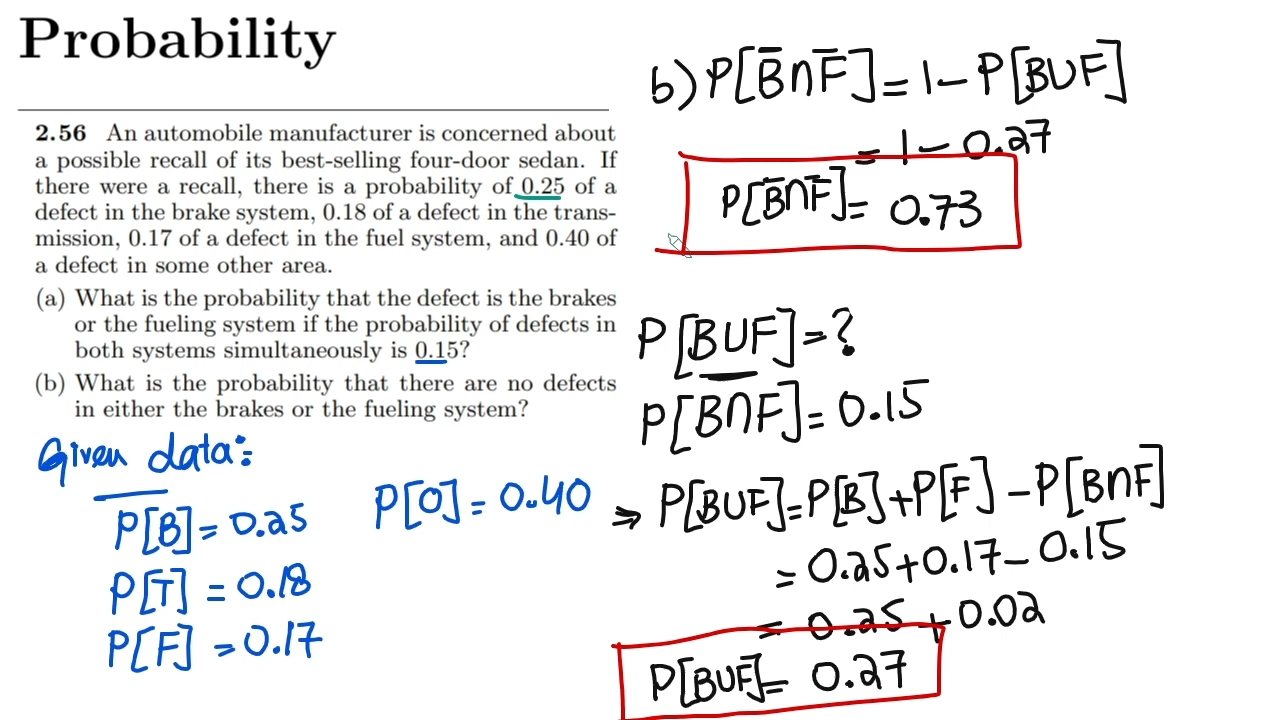 Probability
2.56 An automobile manufacturer is concerned about
a possible recall of its best-selling four-door sedan. If
there were a recall, there is a probability of 0.25 of a
defect in the brake system, 0.18 of a defect in the trans-
mission, 0.17 of a defect in the fuel system, and 0.40 of
a defect in some other area.
(a) What is the probability that the defect is the brakes
or the fueling system if the probability of defects in
both systems simultaneously is 0.15?
(b) What is the probability that there are no defects
in either the brakes or the fueling system?
Given data:
P[B] = 0.25
P[T] = 0.18
P[F] = 0.17
P[O] = 0.40
b) P[B̅∩F̅] = 1 - P[B∪F]
= 1 - 0.27
P[B̅∩F̅] = 0.73
P[B∪F] = ?
P[B∩F] = 0.15
⇒ P[B∪F] = P[B] + P[F] - P[B∩F]
= 0.25 + 0.17 - 0.15
= 0.25 + 0.02
P[B∪F] = 0.27